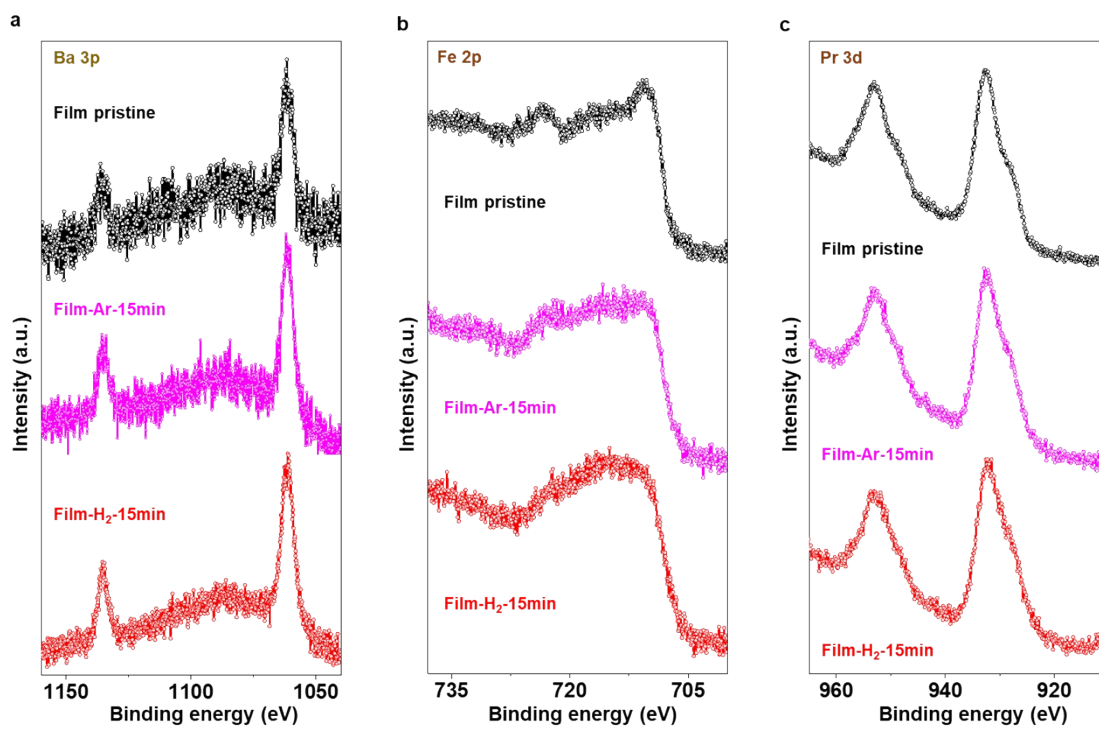 a
Ba 3p
Film pristine
Film-Ar-15min
Film-H₂-15min
Intensity (a.u.)
1150 1100 1050
Binding energy (eV)
b
Fe 2p
Film pristine
Film-Ar-15min
Film-H₂-15min
Intensity (a.u.)
735 720 705
Binding energy (eV)
c
Pr 3d
Film pristine
Film-Ar-15min
Film-H₂-15min
Intensity (a.u.)
960 940 920
Binding energy (eV)